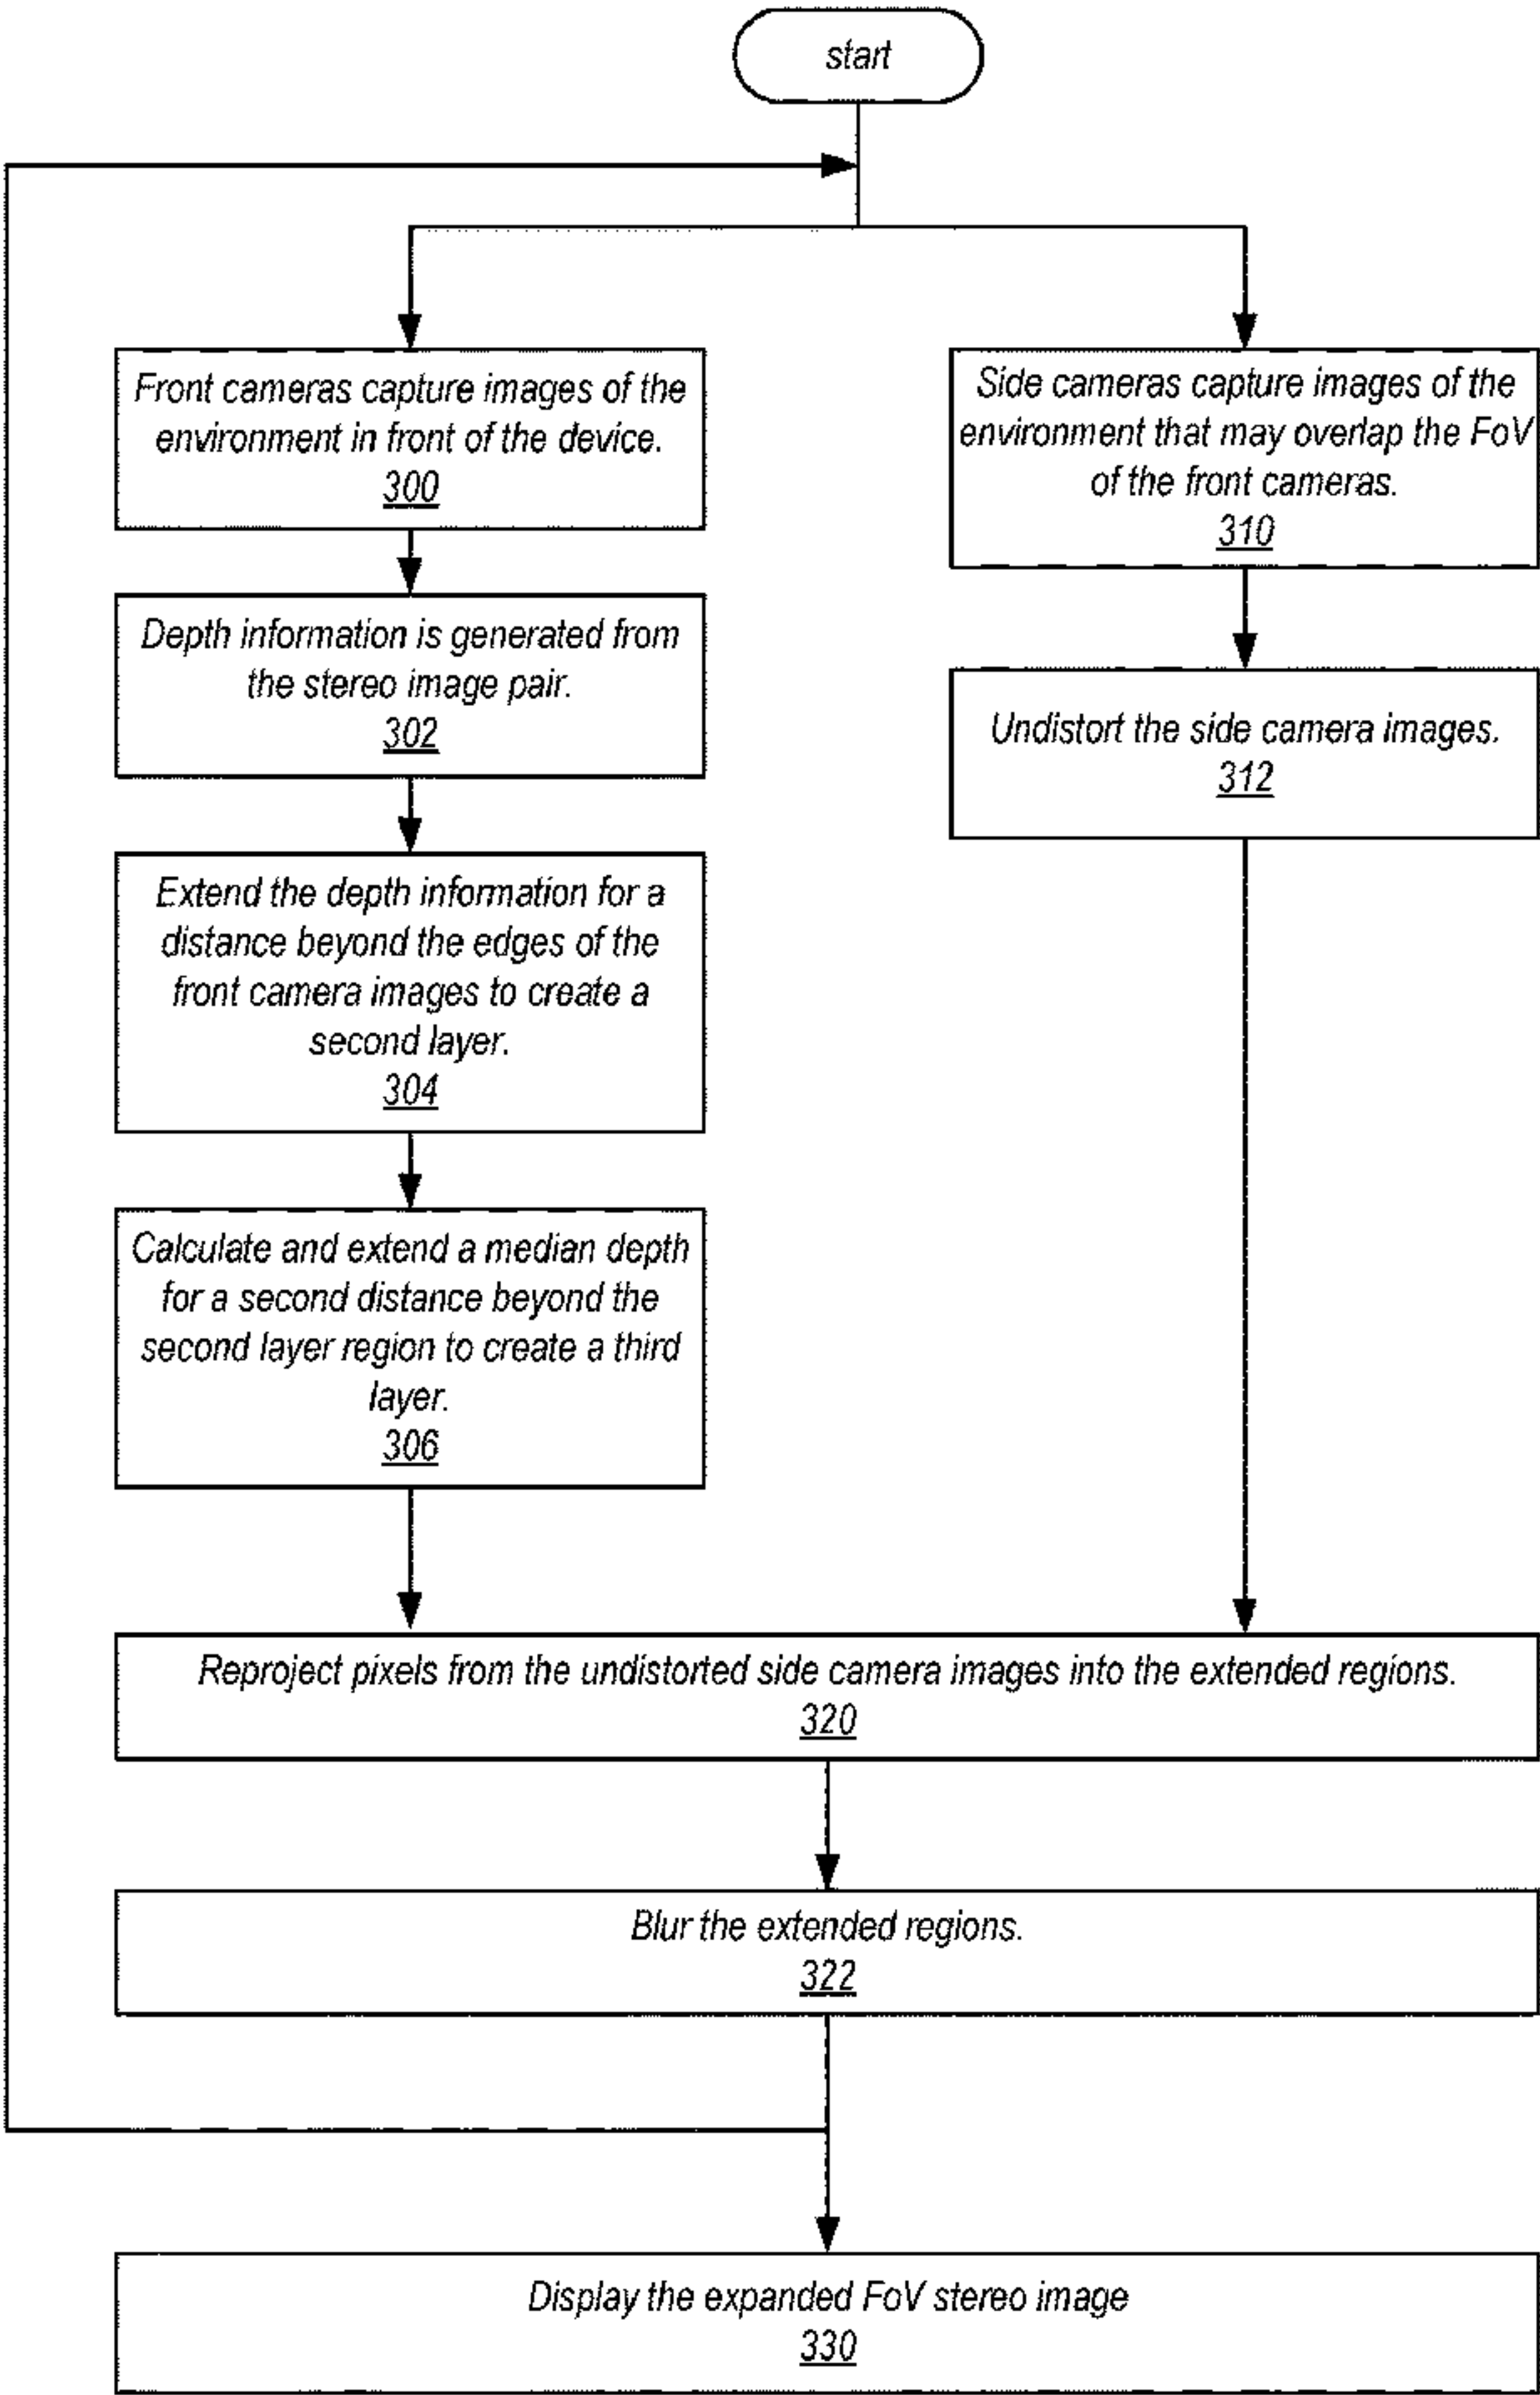 start
Front cameras capture images of the
environment in front of the device.
300
Side cameras capture images of the
environment that may overlap the FoV
of the front cameras.
310
Depth information is generated from
the stereo image pair.
302
Undistort the side camera images.
312
Extend the depth information for a
distance beyond the edges of the
front camera images to create a
second layer.
304
Calculate and extend a median depth
for a second distance beyond the
second layer region to create a third
layer.
306
Reproject pixels from the undistorted side camera images into the extended regions.
320
Blur the extended regions.
322
Display the expanded FoV stereo image
330